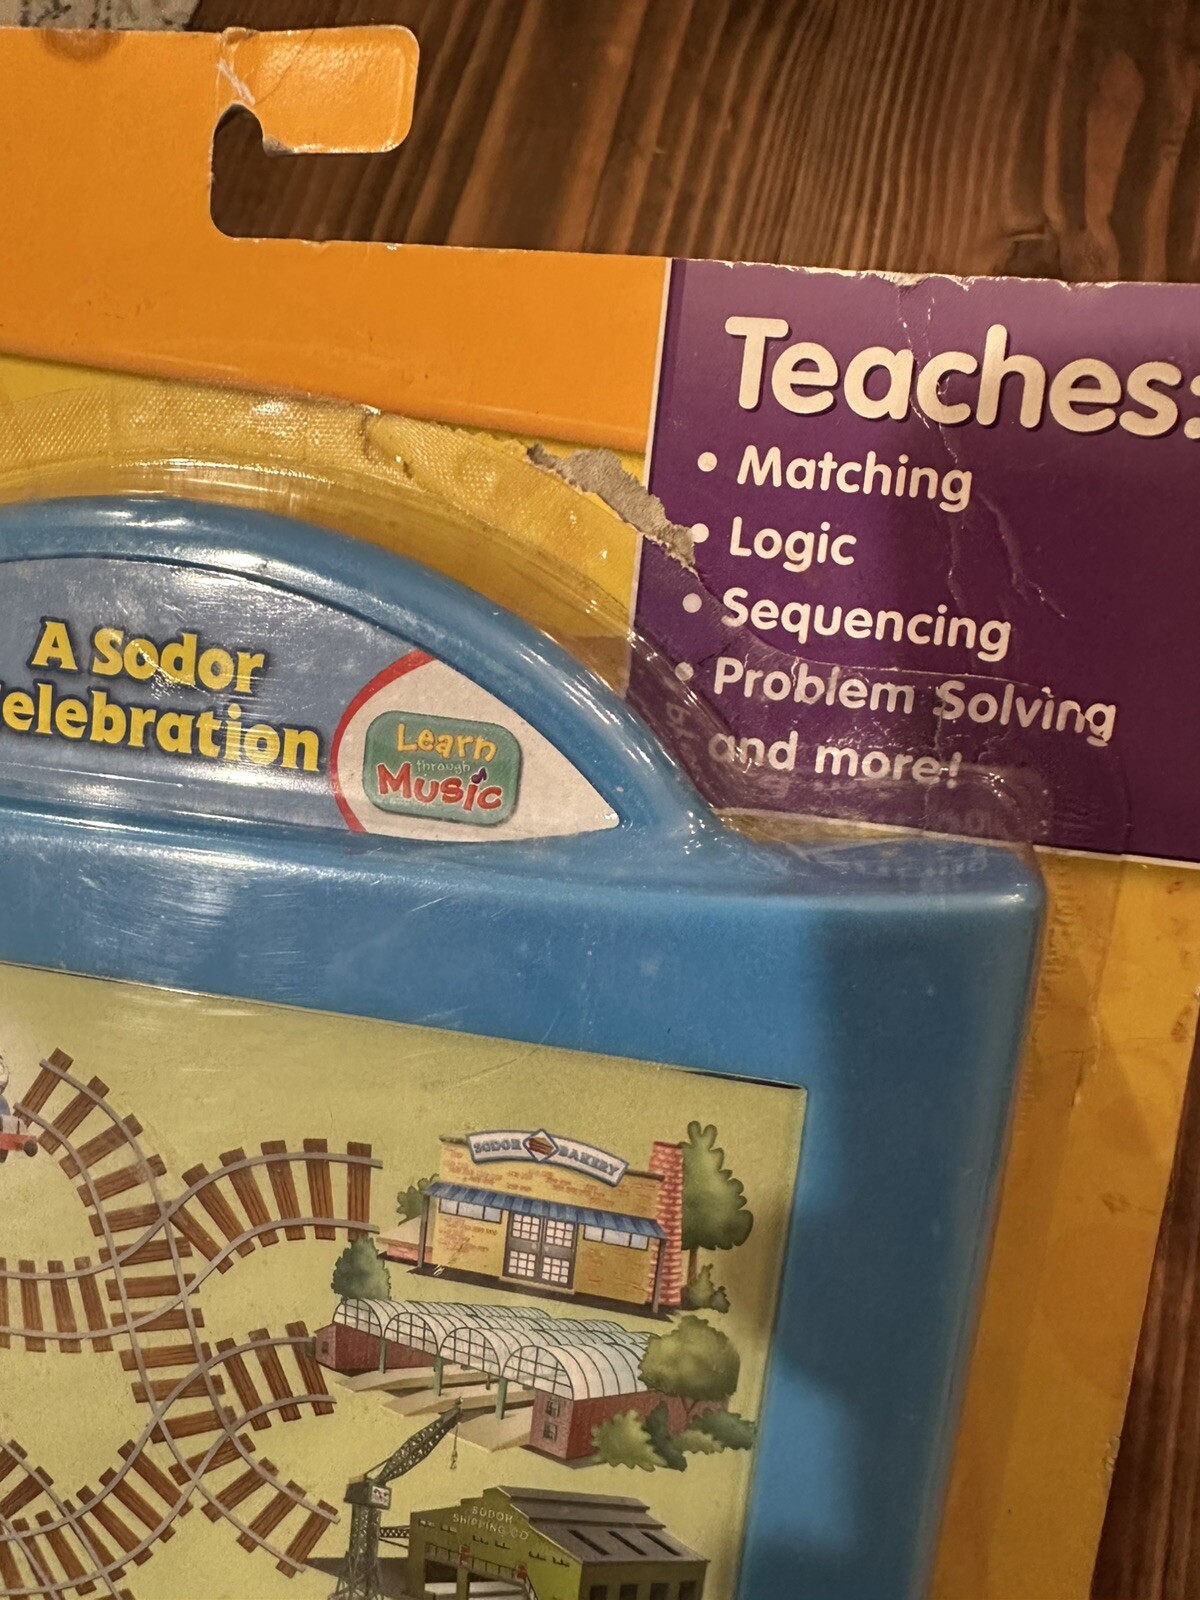 Teaches:
• Matching
• Logic
• Sequencing
• Problem Solving
and more!
A Sodor
elebration
Learn
through
Music
SODOR BAKERY
SODOR
SHIPPING CO